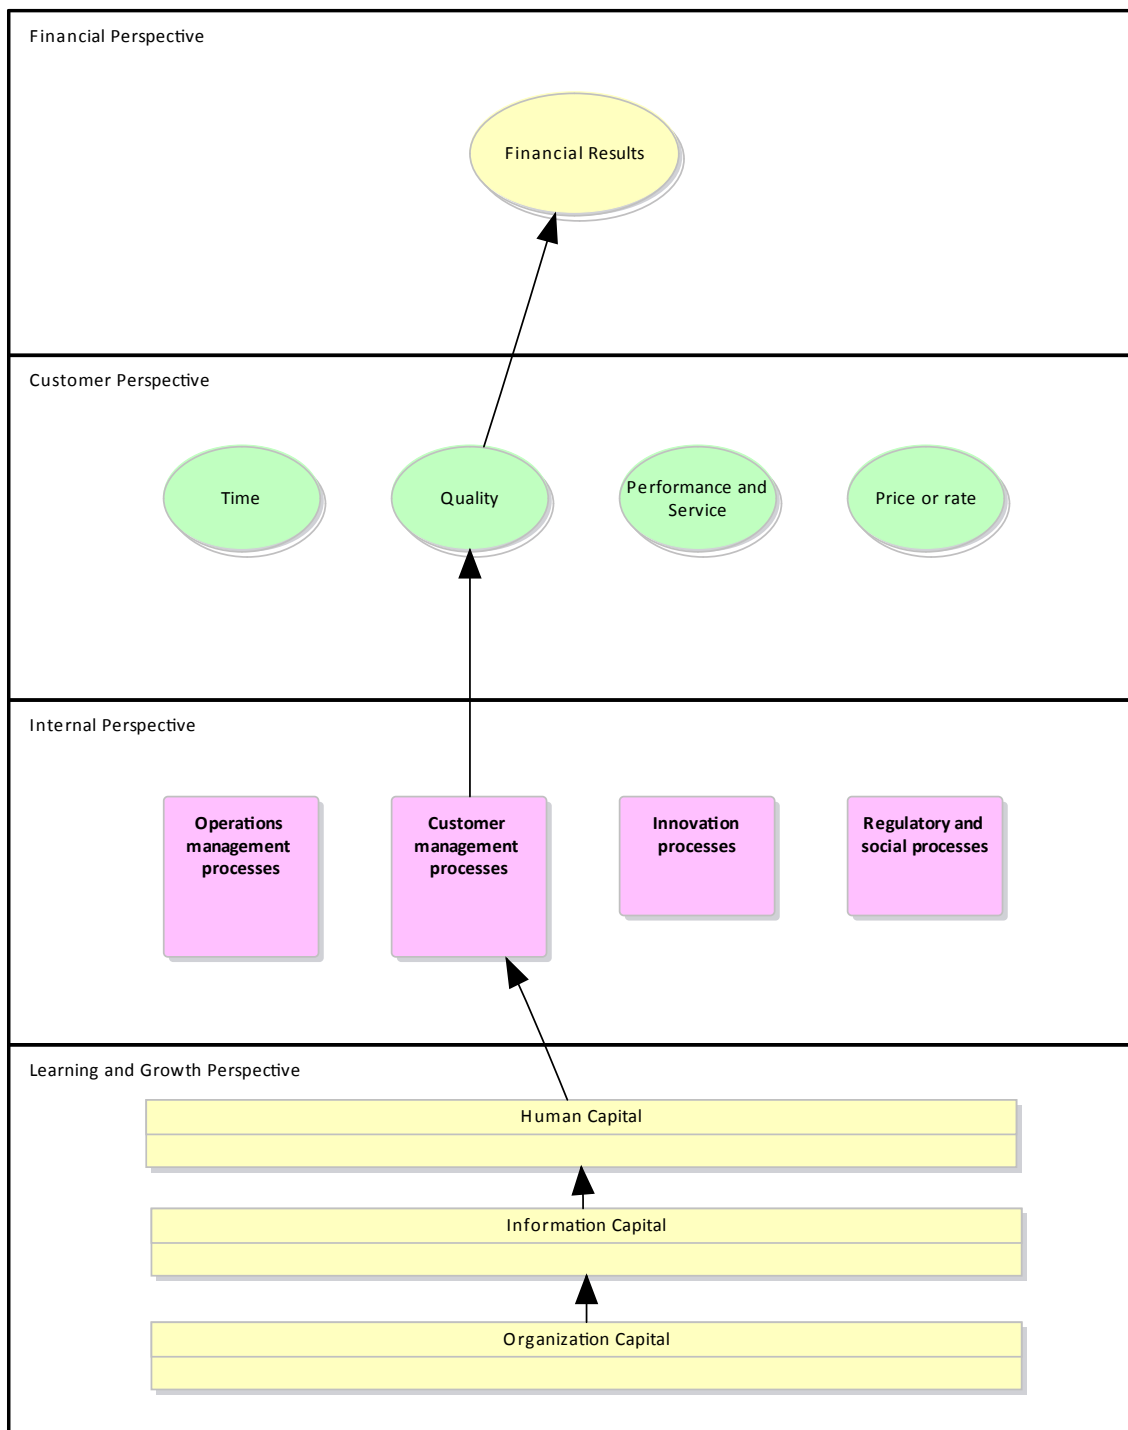 Financial Perspective
Financial Results
Customer Perspective
Time
Quality
Performance and
Service
Price or rate
Internal Perspective
Operations
management
processes
Customer
management
processes
Innovation
processes
Regulatory and
social processes
Learning and Growth Perspective
Human Capital
Information Capital
Organization Capital